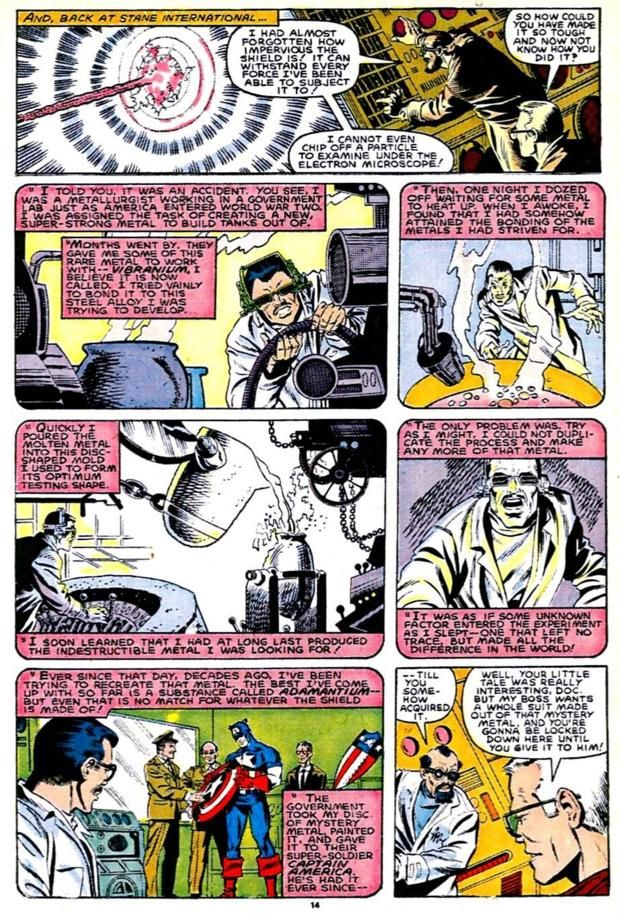 AND, BACK AT STANE INTERNATIONAL...
I HAD ALMOST
FORGOTTEN HOW
IMPERVIOUS THE
SHIELD IS! IT CAN
WITHSTAND EVERY
FORCE I'VE BEEN
ABLE TO SUBJECT
IT TO!
SO HOW COULD
YOU HAVE MADE
IT SO TOUGH
AND NOW NOT
KNOW HOW YOU
DID IT?
I CANNOT EVEN
CHIP OFF A PARTICLE
TO EXAMINE UNDER THE
ELECTRON MICROSCOPE!
"I TOLD YOU, IT WAS AN ACCIDENT. YOU SEE, I
WAS A METALLURGIST WORKING IN A GOVERNMENT
LAB JUST AS AMERICA ENTERED WORLD WAR TWO.
I WAS ASSIGNED THE TASK OF CREATING A NEW,
SUPER-STRONG METAL TO BUILD TANKS OUT OF.
"MONTHS WENT BY. THEY
GAVE ME SOME OF THIS
RARE METAL TO WORK
WITH--VIBRANIUM, I
BELIEVE IT IS NOW
CALLED. I TRIED VAINLY
TO BOND IT TO THIS
STEEL ALLOY I WAS
TRYING TO DEVELOP.
"THEN, ONE NIGHT I DOZED
OFF WAITING FOR SOME METAL
TO HEAT UP. WHEN I AWOKE, I
FOUND THAT I HAD SOMEHOW
ATTAINED THE BONDING OF THE
METALS I HAD STRIVEN FOR.
"QUICKLY I
POURED THE
MOLTEN METAL
INTO THIS DISC-
SHAPED MOLD
I USED TO FORM
ITS OPTIMUM
TESTING SHAPE.
"I SOON LEARNED THAT I HAD AT LONG LAST PRODUCED
THE INDESTRUCTIBLE METAL I WAS LOOKING FOR!
"THE ONLY PROBLEM WAS, TRY
AS I MIGHT, I COULD NOT DUPLI-
CATE AND PROCESS AND MAKE
ANY MORE OF THAT METAL.
"IT WAS AS IF SOME UNKNOWN
FACTOR ENTERED THE EXPERIMENT
AS I SLEPT--ONE THAT LEFT NO
TRACE, BUT MADE ALL THE
DIFFERENCE IN THE WORLD!
"EVER SINCE THAT DAY, DECADES AGO, I'VE BEEN
TRYING TO RECREATE THAT METAL. THE BEST I'VE COME
UP WITH SO FAR IS A SUBSTANCE CALLED ADAMANTIUM--
BUT EVEN THAT IS NO MATCH FOR WHATEVER THE SHIELD
IS MADE OF!
"THE
GOVERNMENT
TOOK MY DISC
OF MYSTERY
METAL, PAINTED
IT, AND GAVE
IT TO THEIR
SUPER-SOLDIER
CAPTAIN
AMERICA.
HE'S HAD IT
EVER SINCE--
--TILL
YOU
SOME-
HOW
ACQUIRED
IT.
WELL, YOUR LITTLE
TALE WAS REALLY
INTERESTING, DOC.
BUT MY BOSS WANTS
A WHOLE SUIT MADE
OUT OF THAT MYSTERY
METAL, AND YOU'RE
GONNA BE LOCKED
DOWN HERE UNTIL
YOU GIVE IT TO HIM!
14